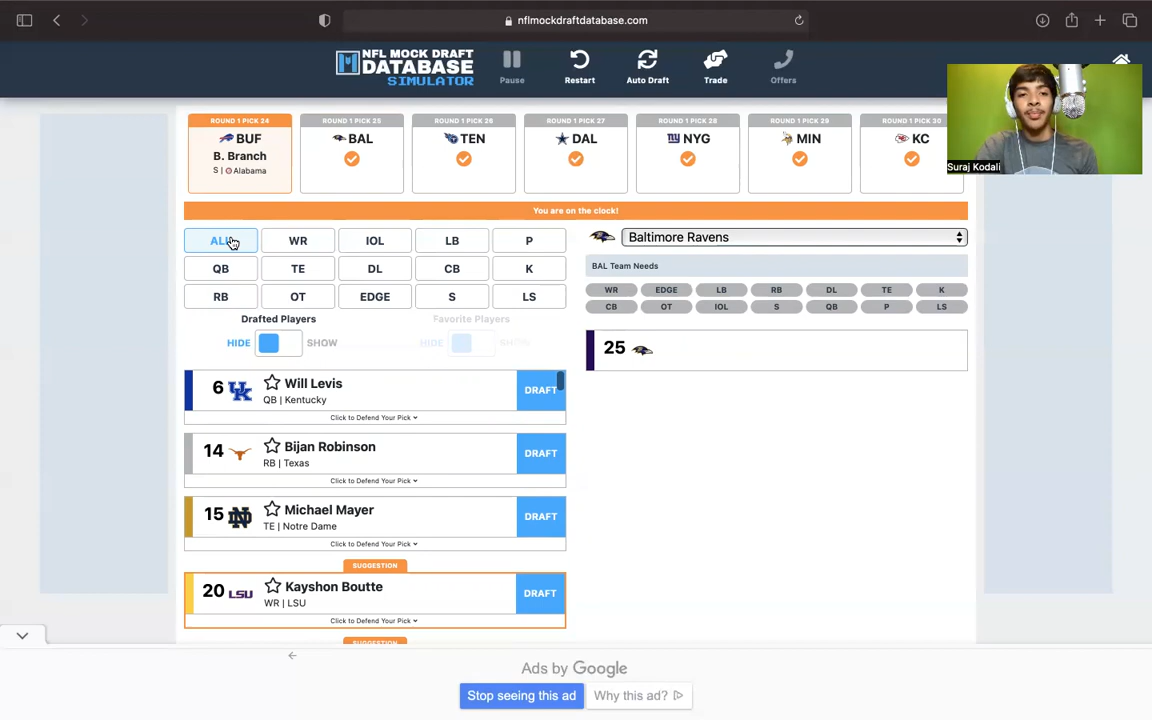 nflmockdraftdatabase.com
NFL MOCK DRAFT
DATABASE
SIMULATOR
Pause
Restart
Auto Draft
Trade
Offers
Suraj Kodali
ROUND 1 PICK 24
BUF
B. Branch
S | Alabama
ROUND 1 PICK 25
BAL
ROUND 1 PICK 26
TEN
ROUND 1 PICK 27
DAL
ROUND 1 PICK 28
NYG
ROUND 1 PICK 29
MIN
ROUND 1 PICK 30
KC
You are on the clock!
ALL
WR
IOL
LB
P
QB
TE
DL
CB
K
RB
OT
EDGE
S
LS
Drafted Players
HIDE
SHOW
Favorite Players
HIDE
SHOW
6
UK
Will Levis
QB | Kentucky
DRAFT
Click to Defend Your Pick
14
Bijan Robinson
RB | Texas
DRAFT
Click to Defend Your Pick
15
Michael Mayer
TE | Notre Dame
DRAFT
Click to Defend Your Pick
SUGGESTION
20
LSU
Kayshon Boutte
WR | LSU
DRAFT
Click to Defend Your Pick
SUGGESTION
Baltimore Ravens
BAL Team Needs
WR
EDGE
LB
RB
DL
TE
K
CB
OT
IOL
S
QB
P
LS
25
Ads by Google
Stop seeing this ad
Why this ad?